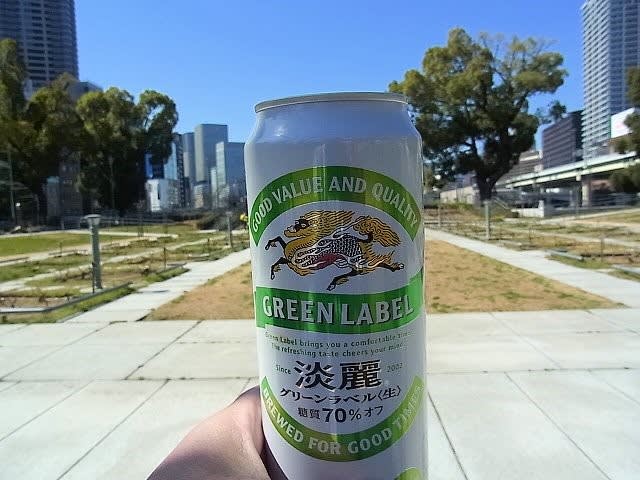 GOOD VALUE AND QUALITY
GREEN LABEL
Green Label brings you a comfortable time.
The refreshing taste cheers your mind.
Since 淡麗 2002
グリーンラベル〈生〉
糖質70%オフ
BREWED FOR GOOD TIMES